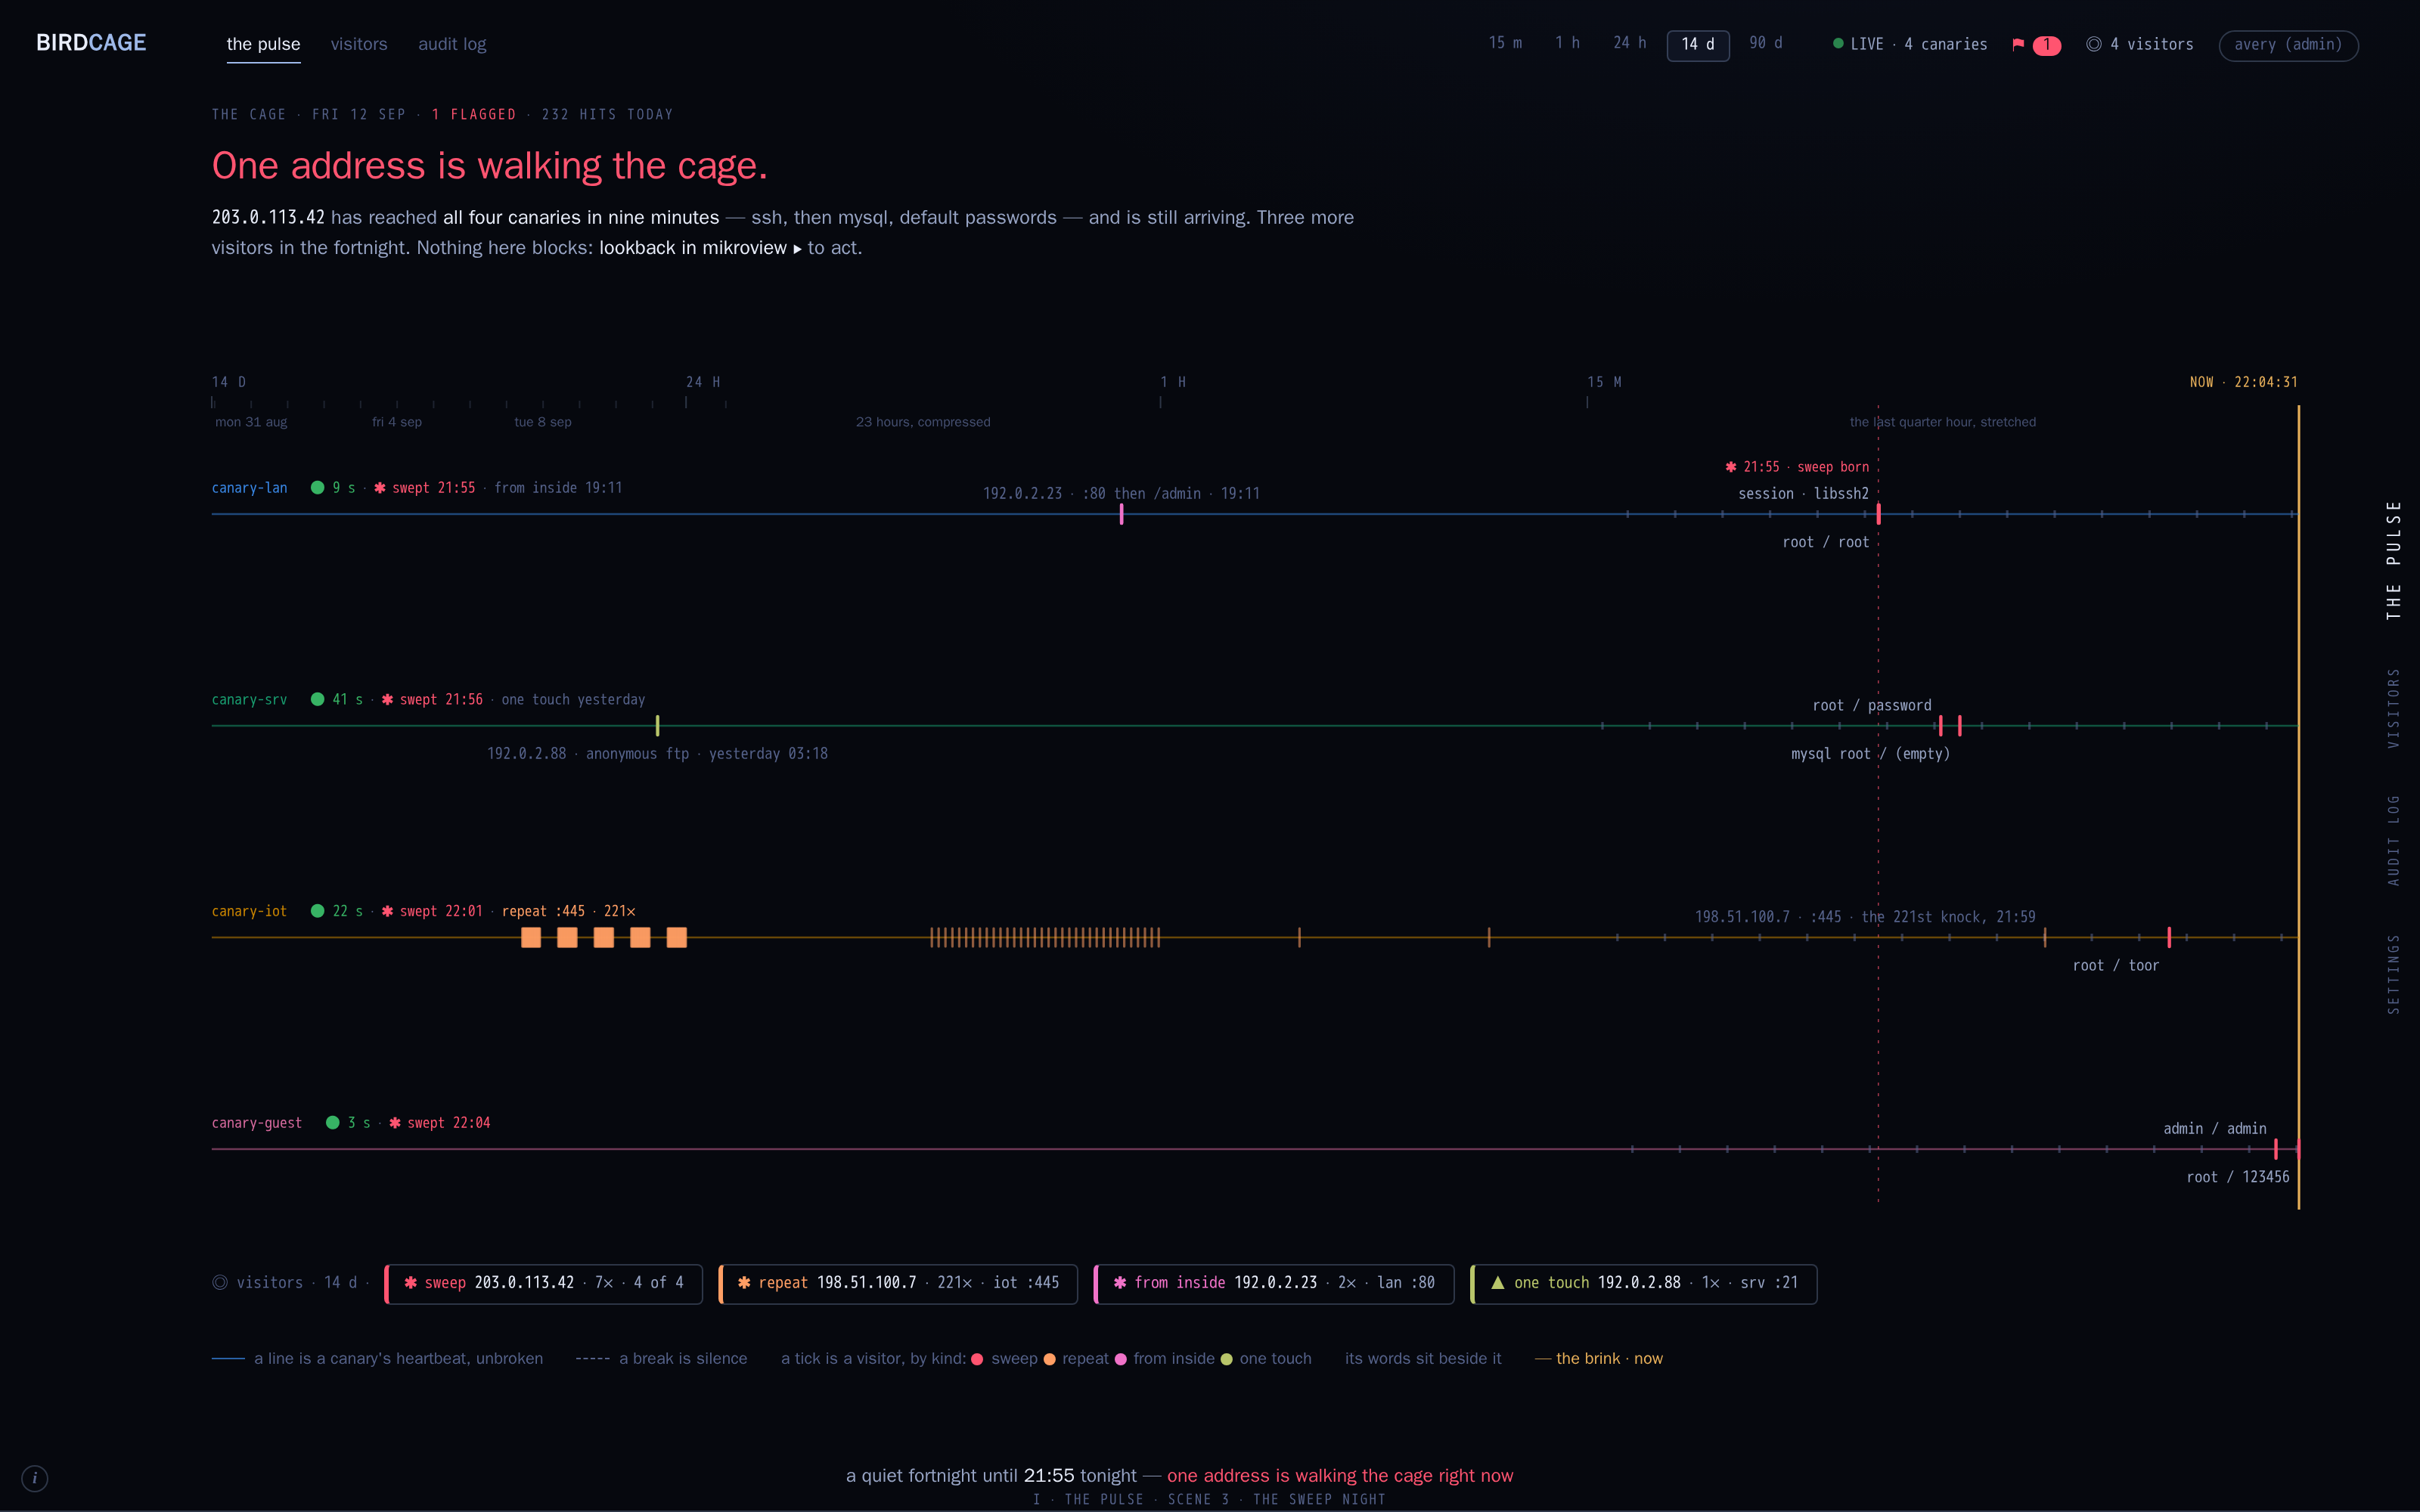 BIRDCAGE the pulse visitors audit log 15 m 1 h 24 h 14 d 90 d LIVE · 4 canaries 1 ◎ 4 visitors avery (admin)
THE CAGE · FRI 12 SEP · 1 FLAGGED · 232 HITS TODAY
One address is walking the cage.
203.0.113.42 has reached all four canaries in nine minutes — ssh, then mysql, default passwords — and is still arriving. Three more
visitors in the fortnight. Nothing here blocks: lookback in mikroview ▸ to act.
14 D 24 H 1 H 15 M NOW · 22:04:31
mon 31 aug fri 4 sep tue 8 sep 23 hours, compressed the last quarter hour, stretched
✱ 21:55 · sweep born
canary-lan ● 9 s · ✱ swept 21:55 · from inside 19:11
192.0.2.23 · :80 then /admin · 19:11
session · libssh2
root / root
canary-srv ● 41 s · ✱ swept 21:56 · one touch yesterday
root / password
192.0.2.88 · anonymous ftp · yesterday 03:18
mysql root / (empty)
canary-iot ● 22 s · ✱ swept 22:01 · repeat :445 · 221×
198.51.100.7 · :445 · the 221st knock, 21:59
root / toor
canary-guest ● 3 s · ✱ swept 22:04
admin / admin
root / 123456
◎ visitors · 14 d · ✱ sweep 203.0.113.42 · 7× · 4 of 4 ✱ repeat 198.51.100.7 · 221× · iot :445 ✱ from inside 192.0.2.23 · 2× · lan :80 ▲ one touch 192.0.2.88 · 1× · srv :21
a line is a canary's heartbeat, unbroken a break is silence a tick is a visitor, by kind: ● sweep ● repeat ● from inside ● one touch its words sit beside it — the brink · now
THE PULSE
VISITORS
AUDIT LOG
SETTINGS
i
a quiet fortnight until 21:55 tonight — one address is walking the cage right now
I · THE PULSE · SCENE 3 · THE SWEEP NIGHT